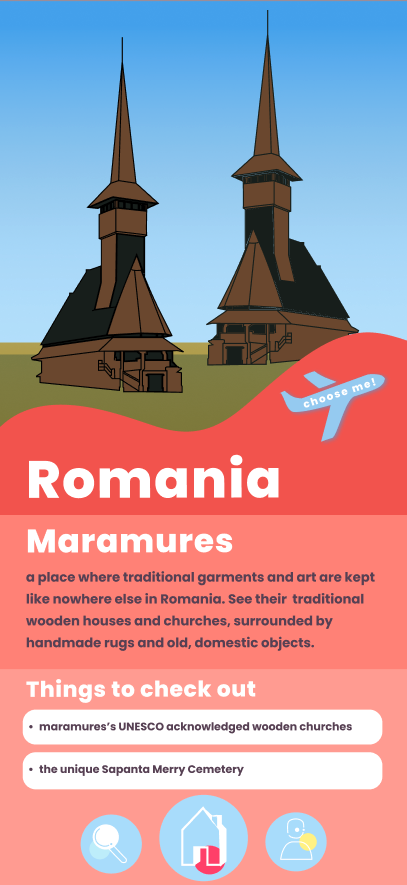 choose me!
Romania
Maramures
a place where traditional garments and art are kept
like nowhere else in Romania. See their traditional
wooden houses and churches, surrounded by
handmade rugs and old, domestic objects.
Things to check out
• maramures's UNESCO acknowledged wooden churches
• the unique Sapanta Merry Cemetery